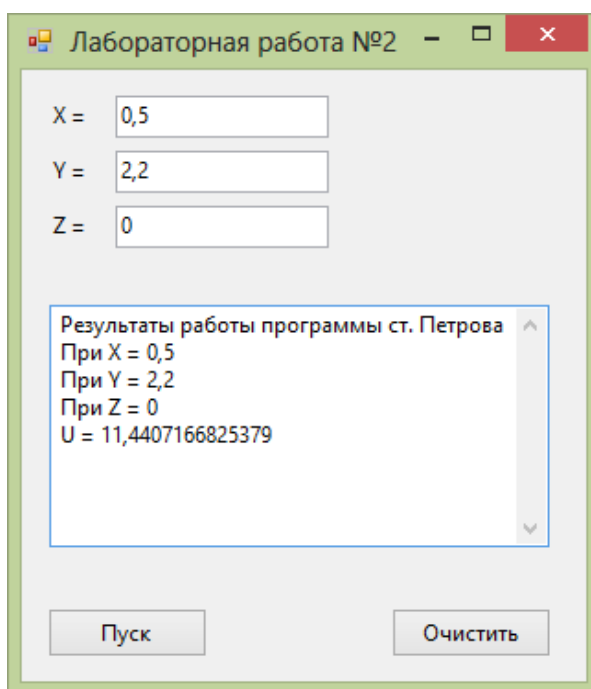 Лабораторная работа №2
X = 0,5
Y = 2,2
Z = 0
Результаты работы программы ст. Петрова
При X = 0,5
При Y = 2,2
При Z = 0
U = 11,4407166825379
Пуск Очистить